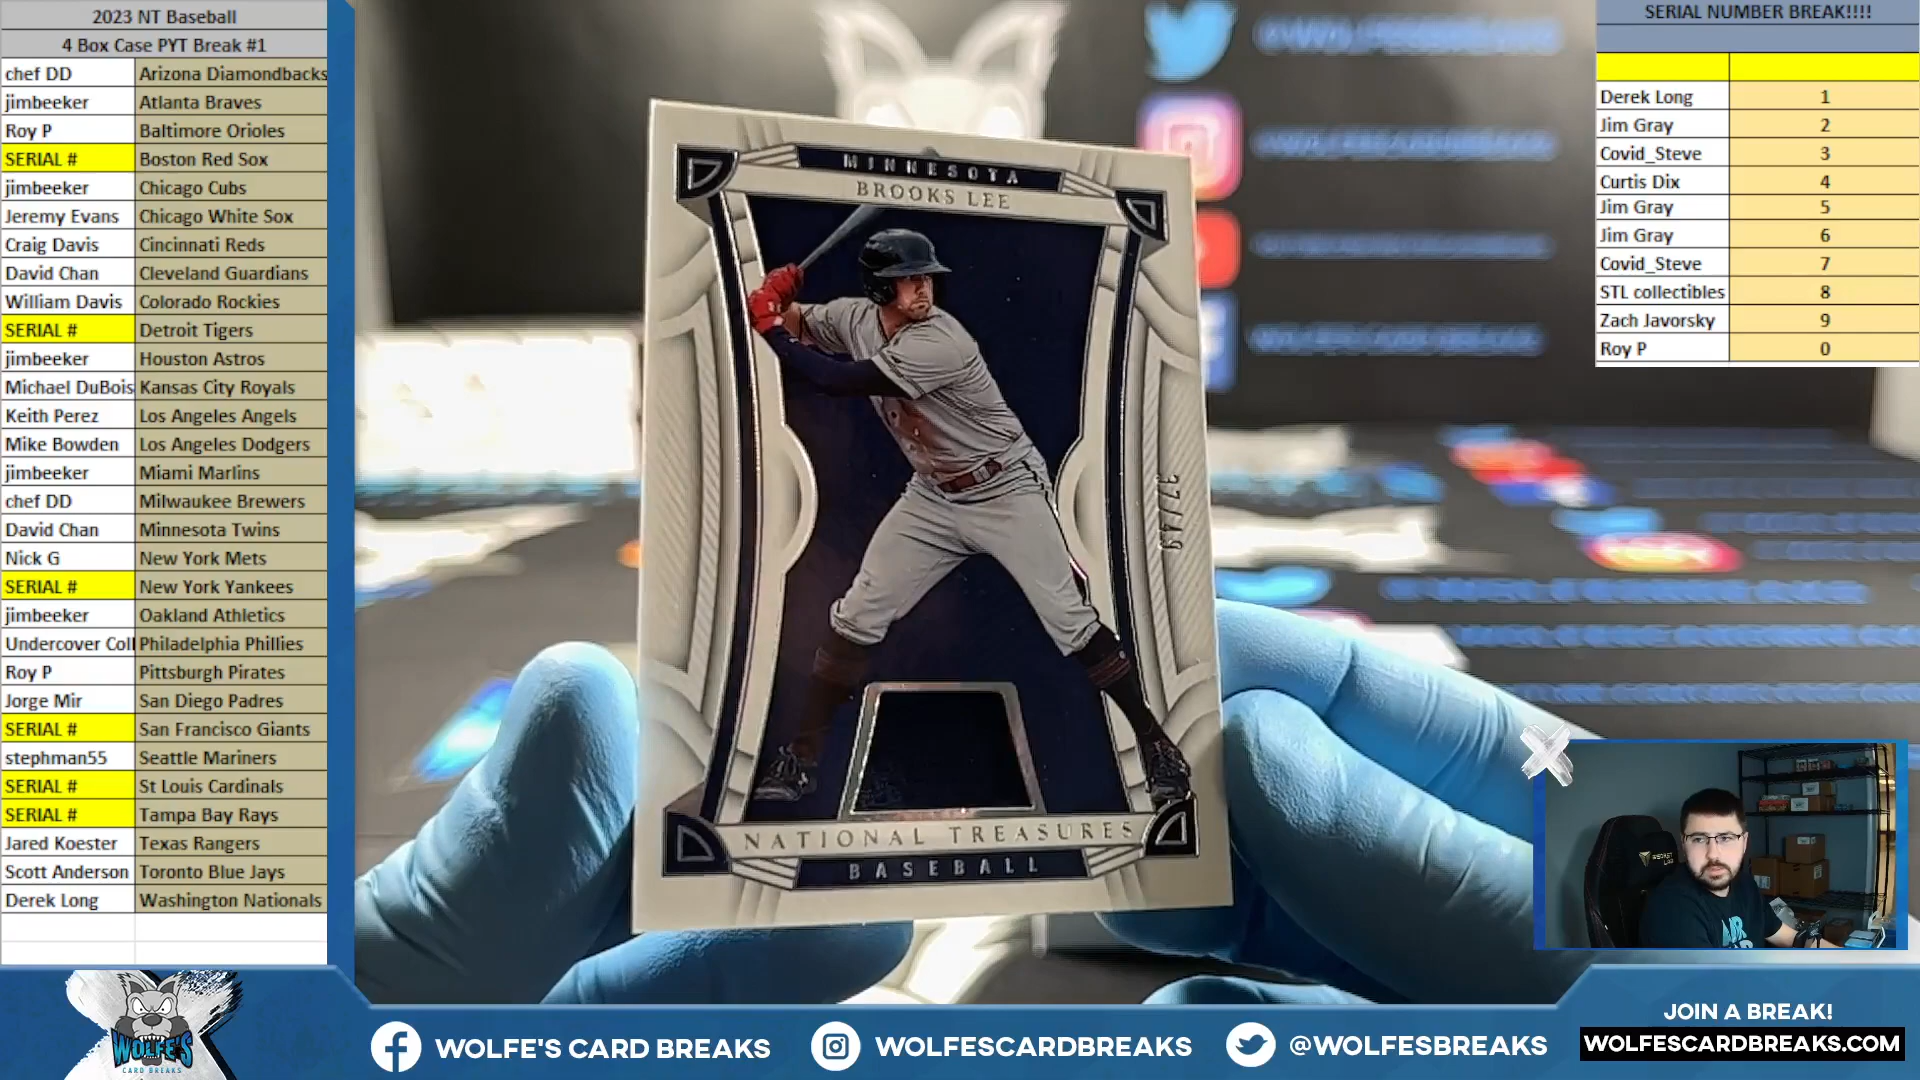 2023 NT Baseball
4 Box Case PYT Break #1
chef DD Arizona Diamondbacks
jimbeeker Atlanta Braves
Roy P Baltimore Orioles
SERIAL # Boston Red Sox
jimbeeker Chicago Cubs
Jeremy Evans Chicago White Sox
Craig Davis Cincinnati Reds
David Chan Cleveland Guardians
William Davis Colorado Rockies
SERIAL # Detroit Tigers
jimbeeker Houston Astros
Michael DuBois Kansas City Royals
Keith Perez Los Angeles Angels
Mike Bowden Los Angeles Dodgers
jimbeeker Miami Marlins
chef DD Milwaukee Brewers
David Chan Minnesota Twins
Nick G New York Mets
SERIAL # New York Yankees
jimbeeker Oakland Athletics
Undercover Coll Philadelphia Phillies
Roy P Pittsburgh Pirates
Jorge Mir San Diego Padres
SERIAL # San Francisco Giants
stephman55 Seattle Mariners
SERIAL # St Louis Cardinals
SERIAL # Tampa Bay Rays
Jared Koester Texas Rangers
Scott Anderson Toronto Blue Jays
Derek Long Washington Nationals
MINNESOTA
BROOKS LEE
37/49
NATIONAL TREASURES
BASEBALL
SERIAL NUMBER BREAK!!!!
Derek Long 1
Jim Gray 2
Covid_Steve 3
Curtis Dix 4
Jim Gray 5
Jim Gray 6
Covid_Steve 7
STL collectibles 8
Zach Javorsky 9
Roy P 0
WOLFE'S
CARD BREAKS
WOLFE'S CARD BREAKS
WOLFESCARDBREAKS
@WOLFESBREAKS
JOIN A BREAK!
WOLFESCARDBREAKS.COM